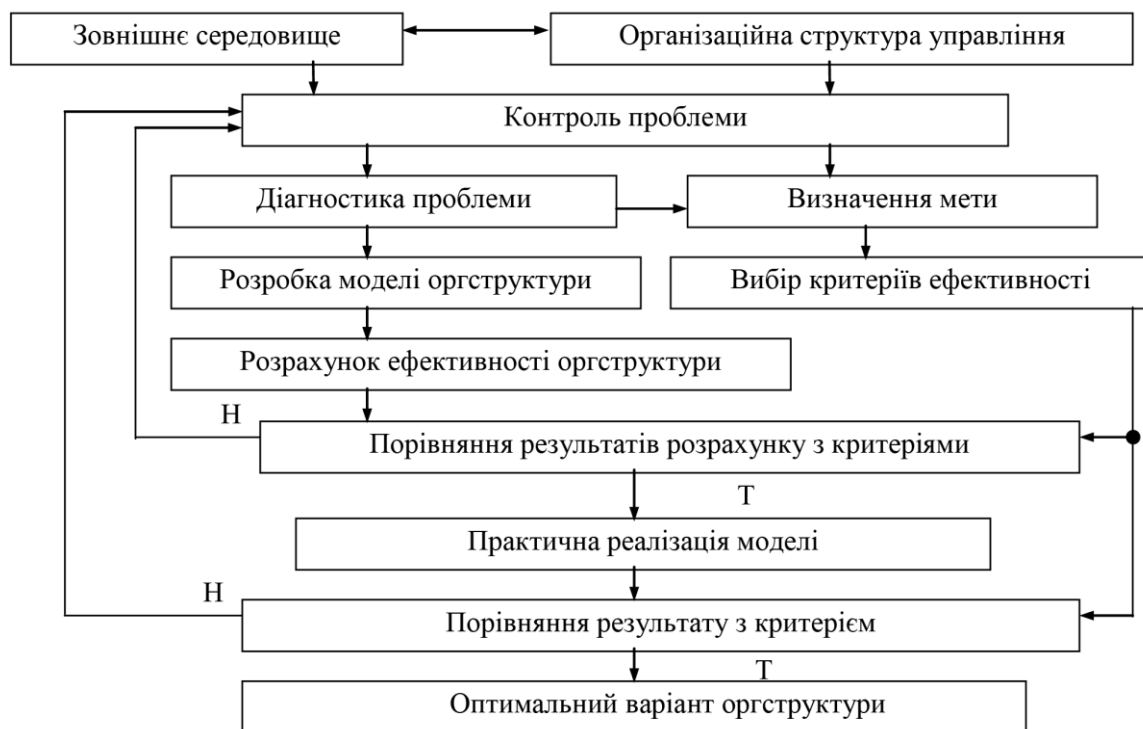 Зовнішнє середовище
Організаційна структура управління
Контроль проблеми
Діагностика проблеми
Визначення мети
Розробка моделі оргструктури
Вибір критеріїв ефективності
Розрахунок ефективності оргструктури
Н
Порівняння результатів розрахунку з критеріями
Т
Практична реалізація моделі
Н
Порівняння результату з критерієм
Т
Оптимальний варіант оргструктури